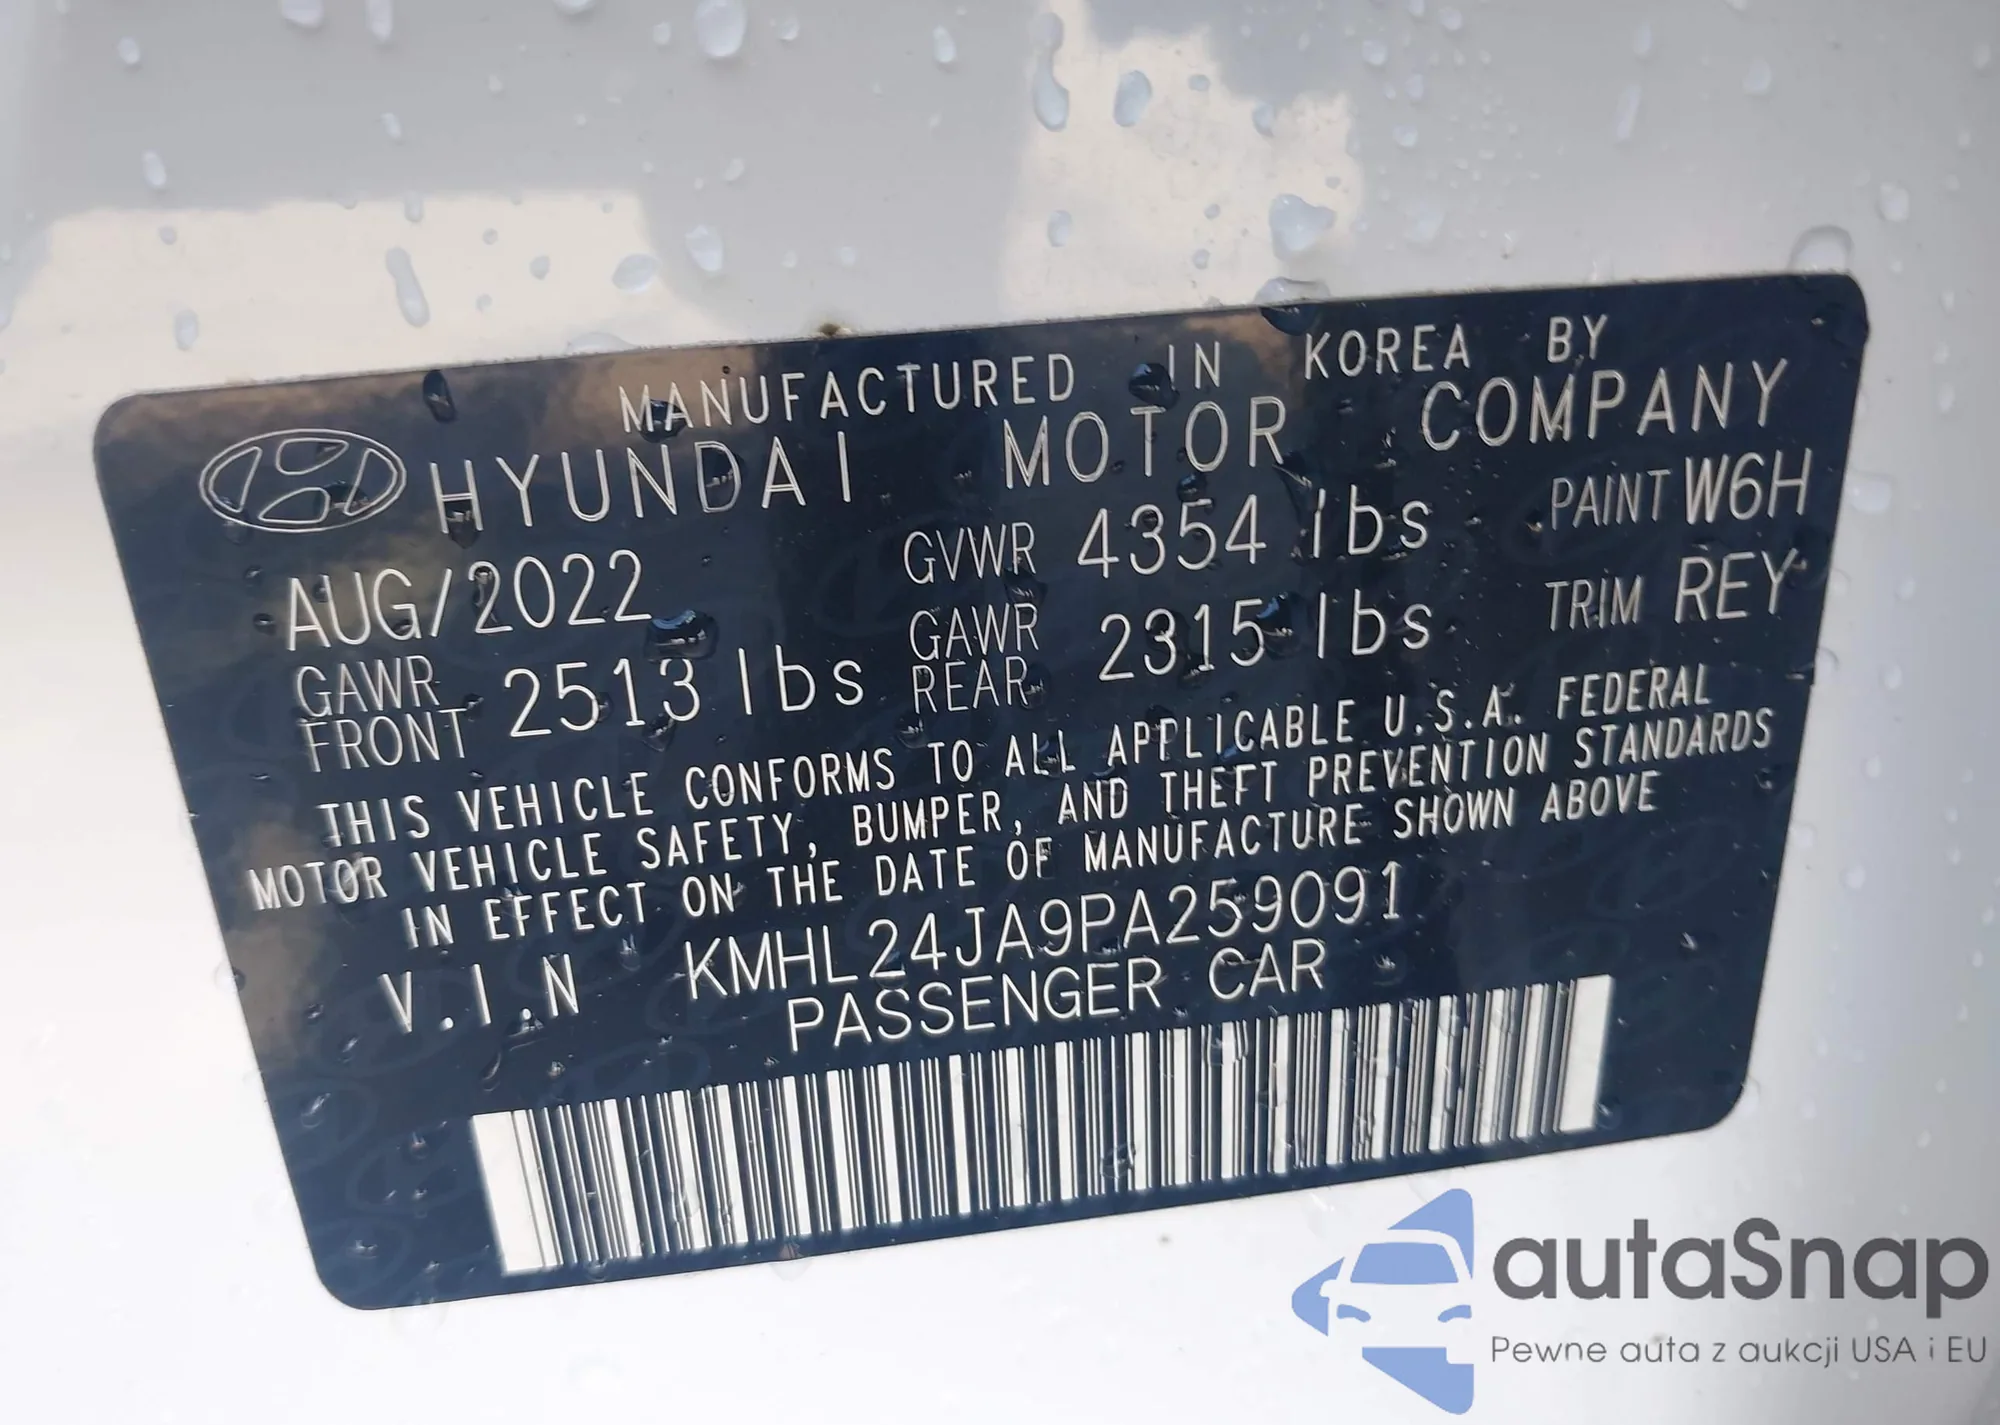 MANUFACTURED IN KOREA BY
HYUNDAI MOTOR COMPANY
AUG/2022 GVWR 4354 lbs PAINT W6H
GAWR FRONT 2513 lbs GAWR REAR 2315 lbs TRIM REY
THIS VEHICLE CONFORMS TO ALL APPLICABLE U.S.A. FEDERAL
MOTOR VEHICLE SAFETY, BUMPER, AND THEFT PREVENTION STANDARDS
IN EFFECT ON THE DATE OF MANUFACTURE SHOWN ABOVE
V.I.N KMHL24JA9PA259091
PASSENGER CAR
autaSnap
Pewne auta z aukcji USA i EU